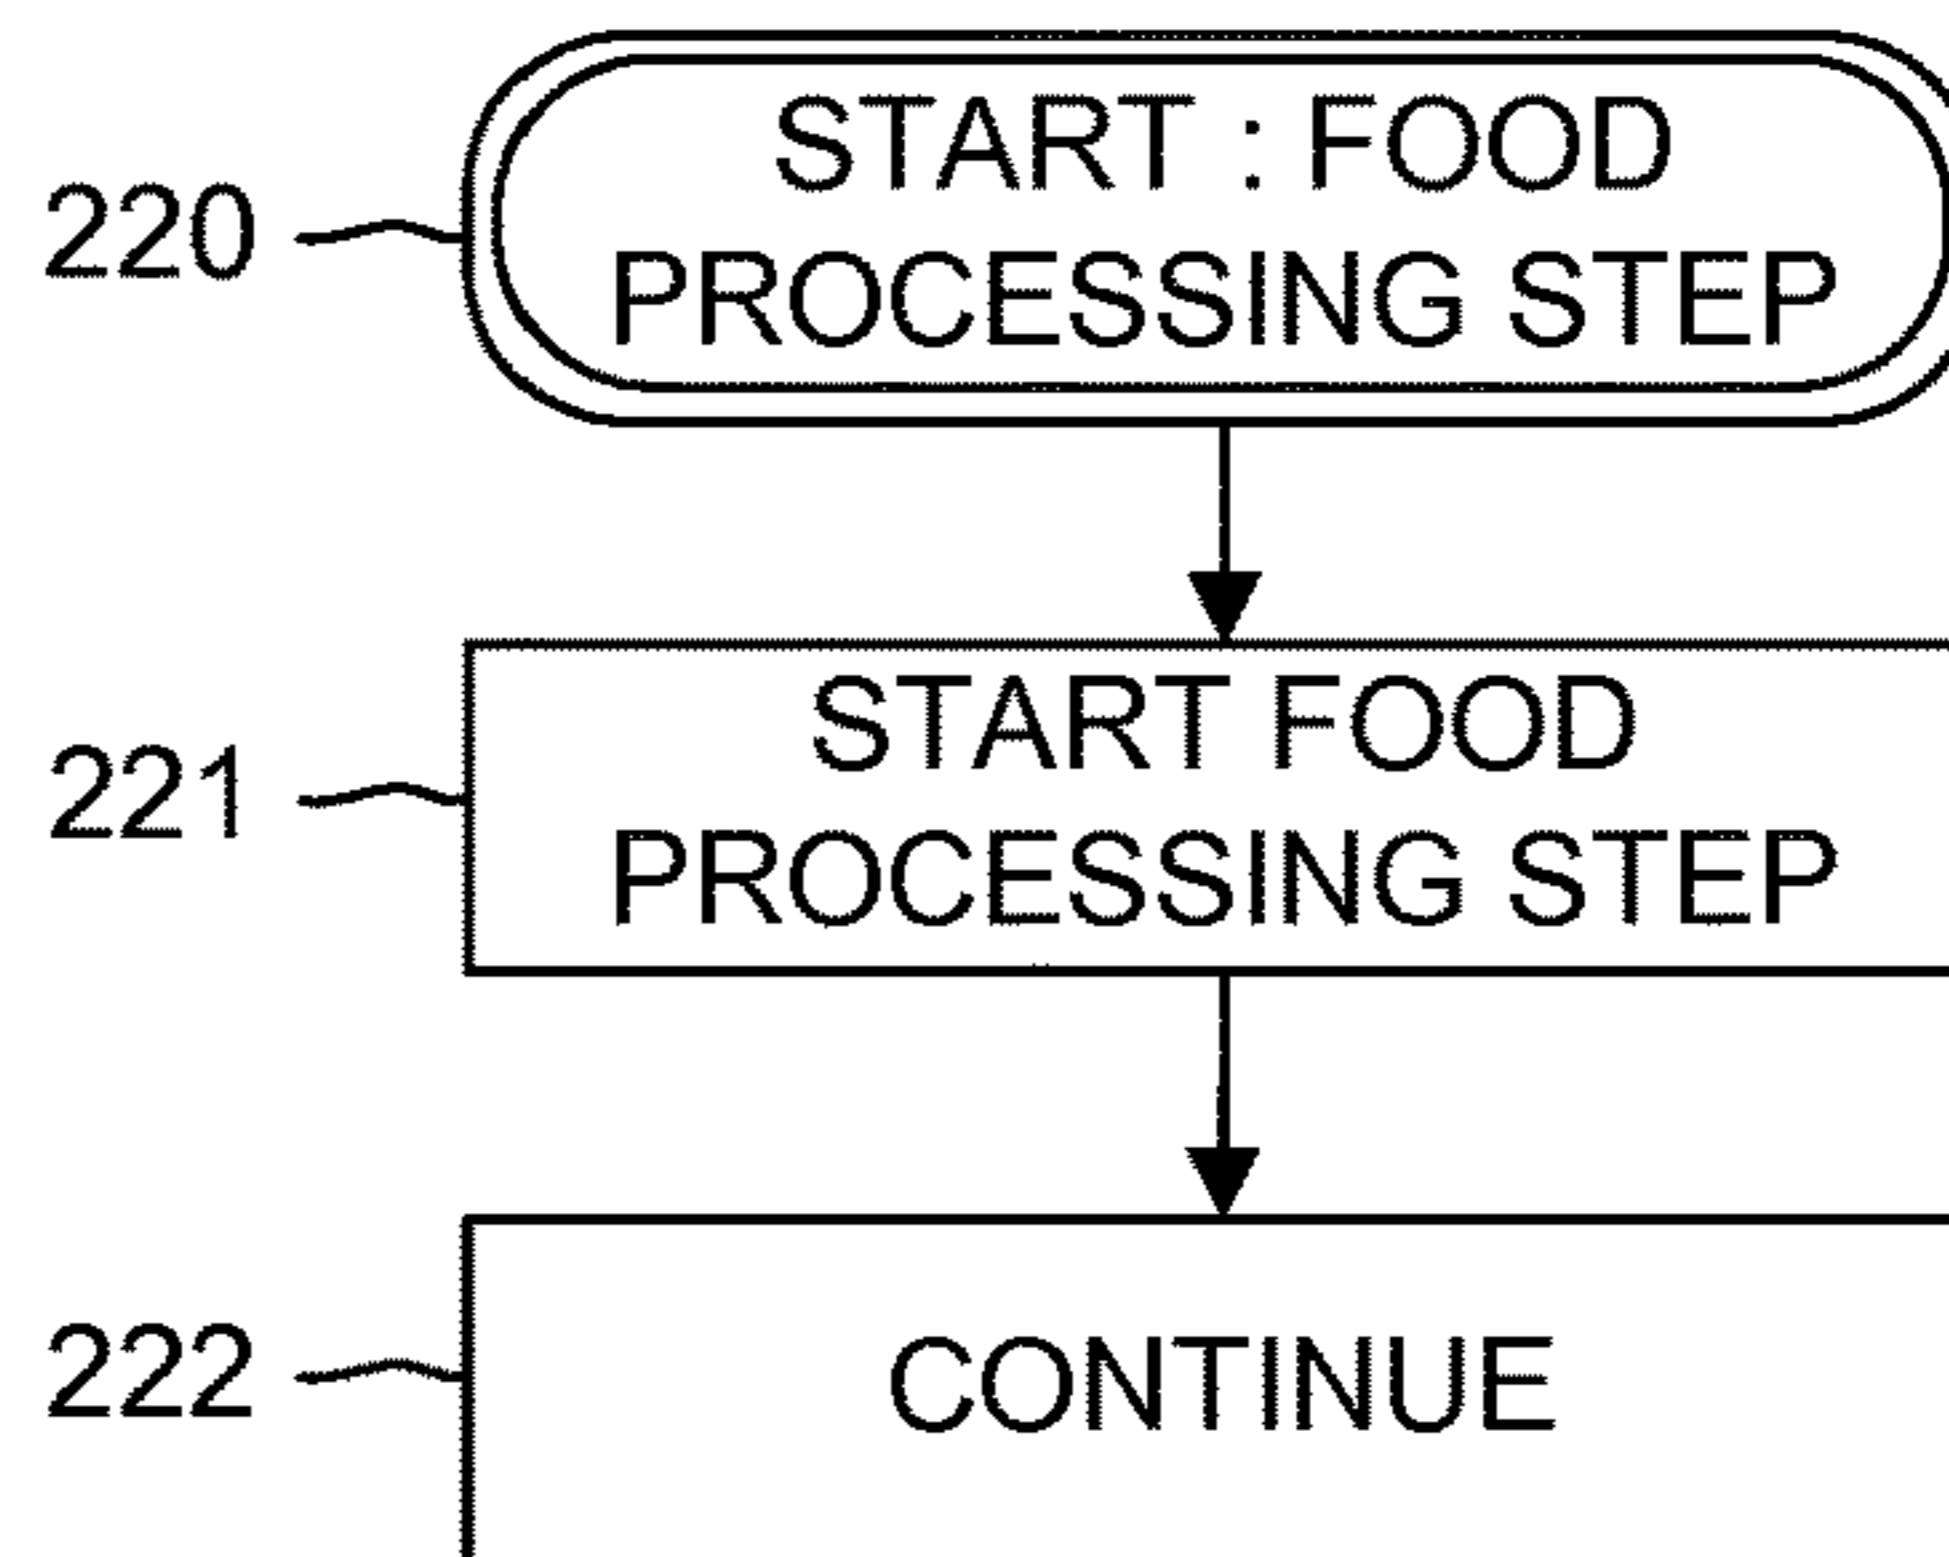 220
START : FOOD
PROCESSING STEP
221
START FOOD
PROCESSING STEP
222
CONTINUE